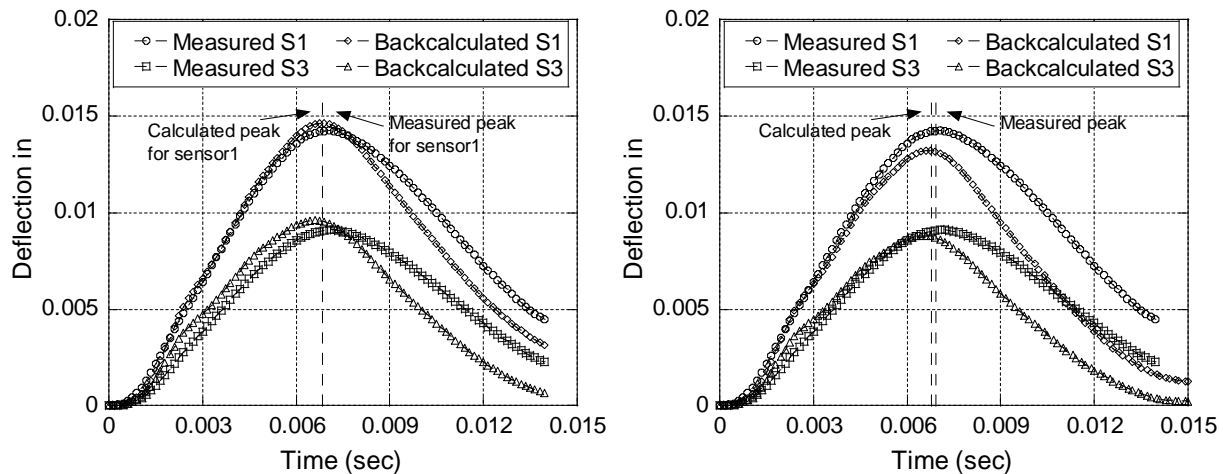 0.02
0.015
0.01
0.005
0
Deflection in
Measured S1
Backcalculated S1
Measured S3
Backcalculated S3
Calculated peak
for sensor1
Measured peak
for sensor1
0 0.003 0.006 0.009 0.012 0.015
Time (sec)
0.02
0.015
0.01
0.005
0
Deflection in
Measured S1
Backcalculated S1
Measured S3
Backcalculated S3
Calculated peak
Measured peak
0 0.003 0.006 0.009 0.012 0.015
Time (sec)